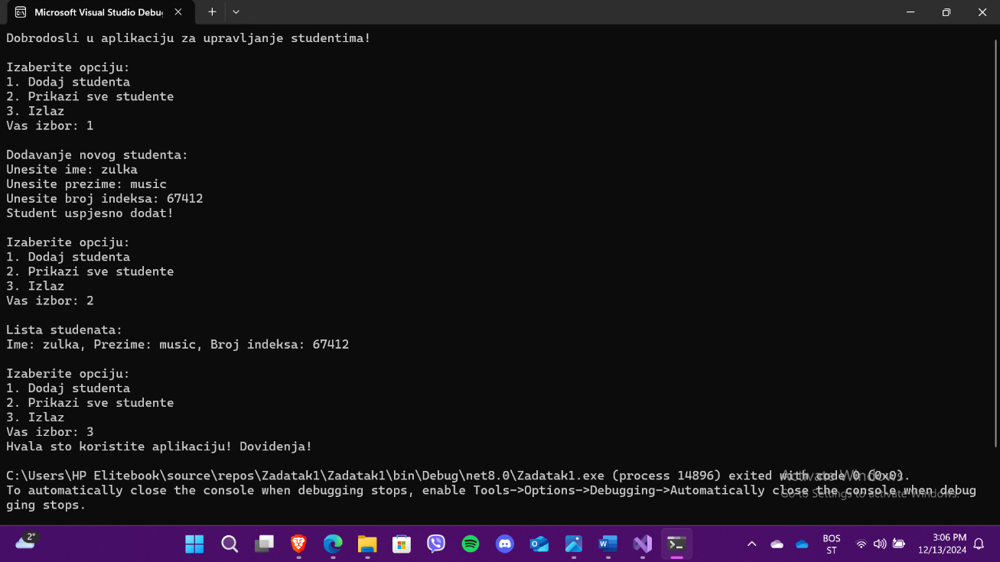 Microsoft Visual Studio Debu
Dobrodosli u aplikaciju za upravljanje studentima!
Izaberite opciju:
1. Dodaj studenta
2. Prikazi sve studente
3. Izlaz
Vas izbor: 1
Dodavanje novog studenta:
Unesite ime: zulka
Unesite prezime: music
Unesite broj indeksa: 67412
Student uspjesno dodat!
Izaberite opciju:
1. Dodaj studenta
2. Prikazi sve studente
3. Izlaz
Vas izbor: 2
Lista studenata:
Ime: zulka, Prezime: music, Broj indeksa: 67412
Izaberite opciju:
1. Dodaj studenta
2. Prikazi sve studente
3. Izlaz
Vas izbor: 3
Hvala sto koristite aplikaciju! Dovidenja!
C:\Users\HP Elitebook\source\repos\Zadatak1\Zadatak1\bin\Debug\net8.0\Zadatak1.exe (process 14896) exited with code 0 (0x0).
To automatically close the console when debugging stops, enable Tools->Options->Debugging->Automatically close the console when debug
ging stops.
Activate Windows
Go to Settings to activate Windows.
2°
BOS
ST
3:06 PM
12/13/2024